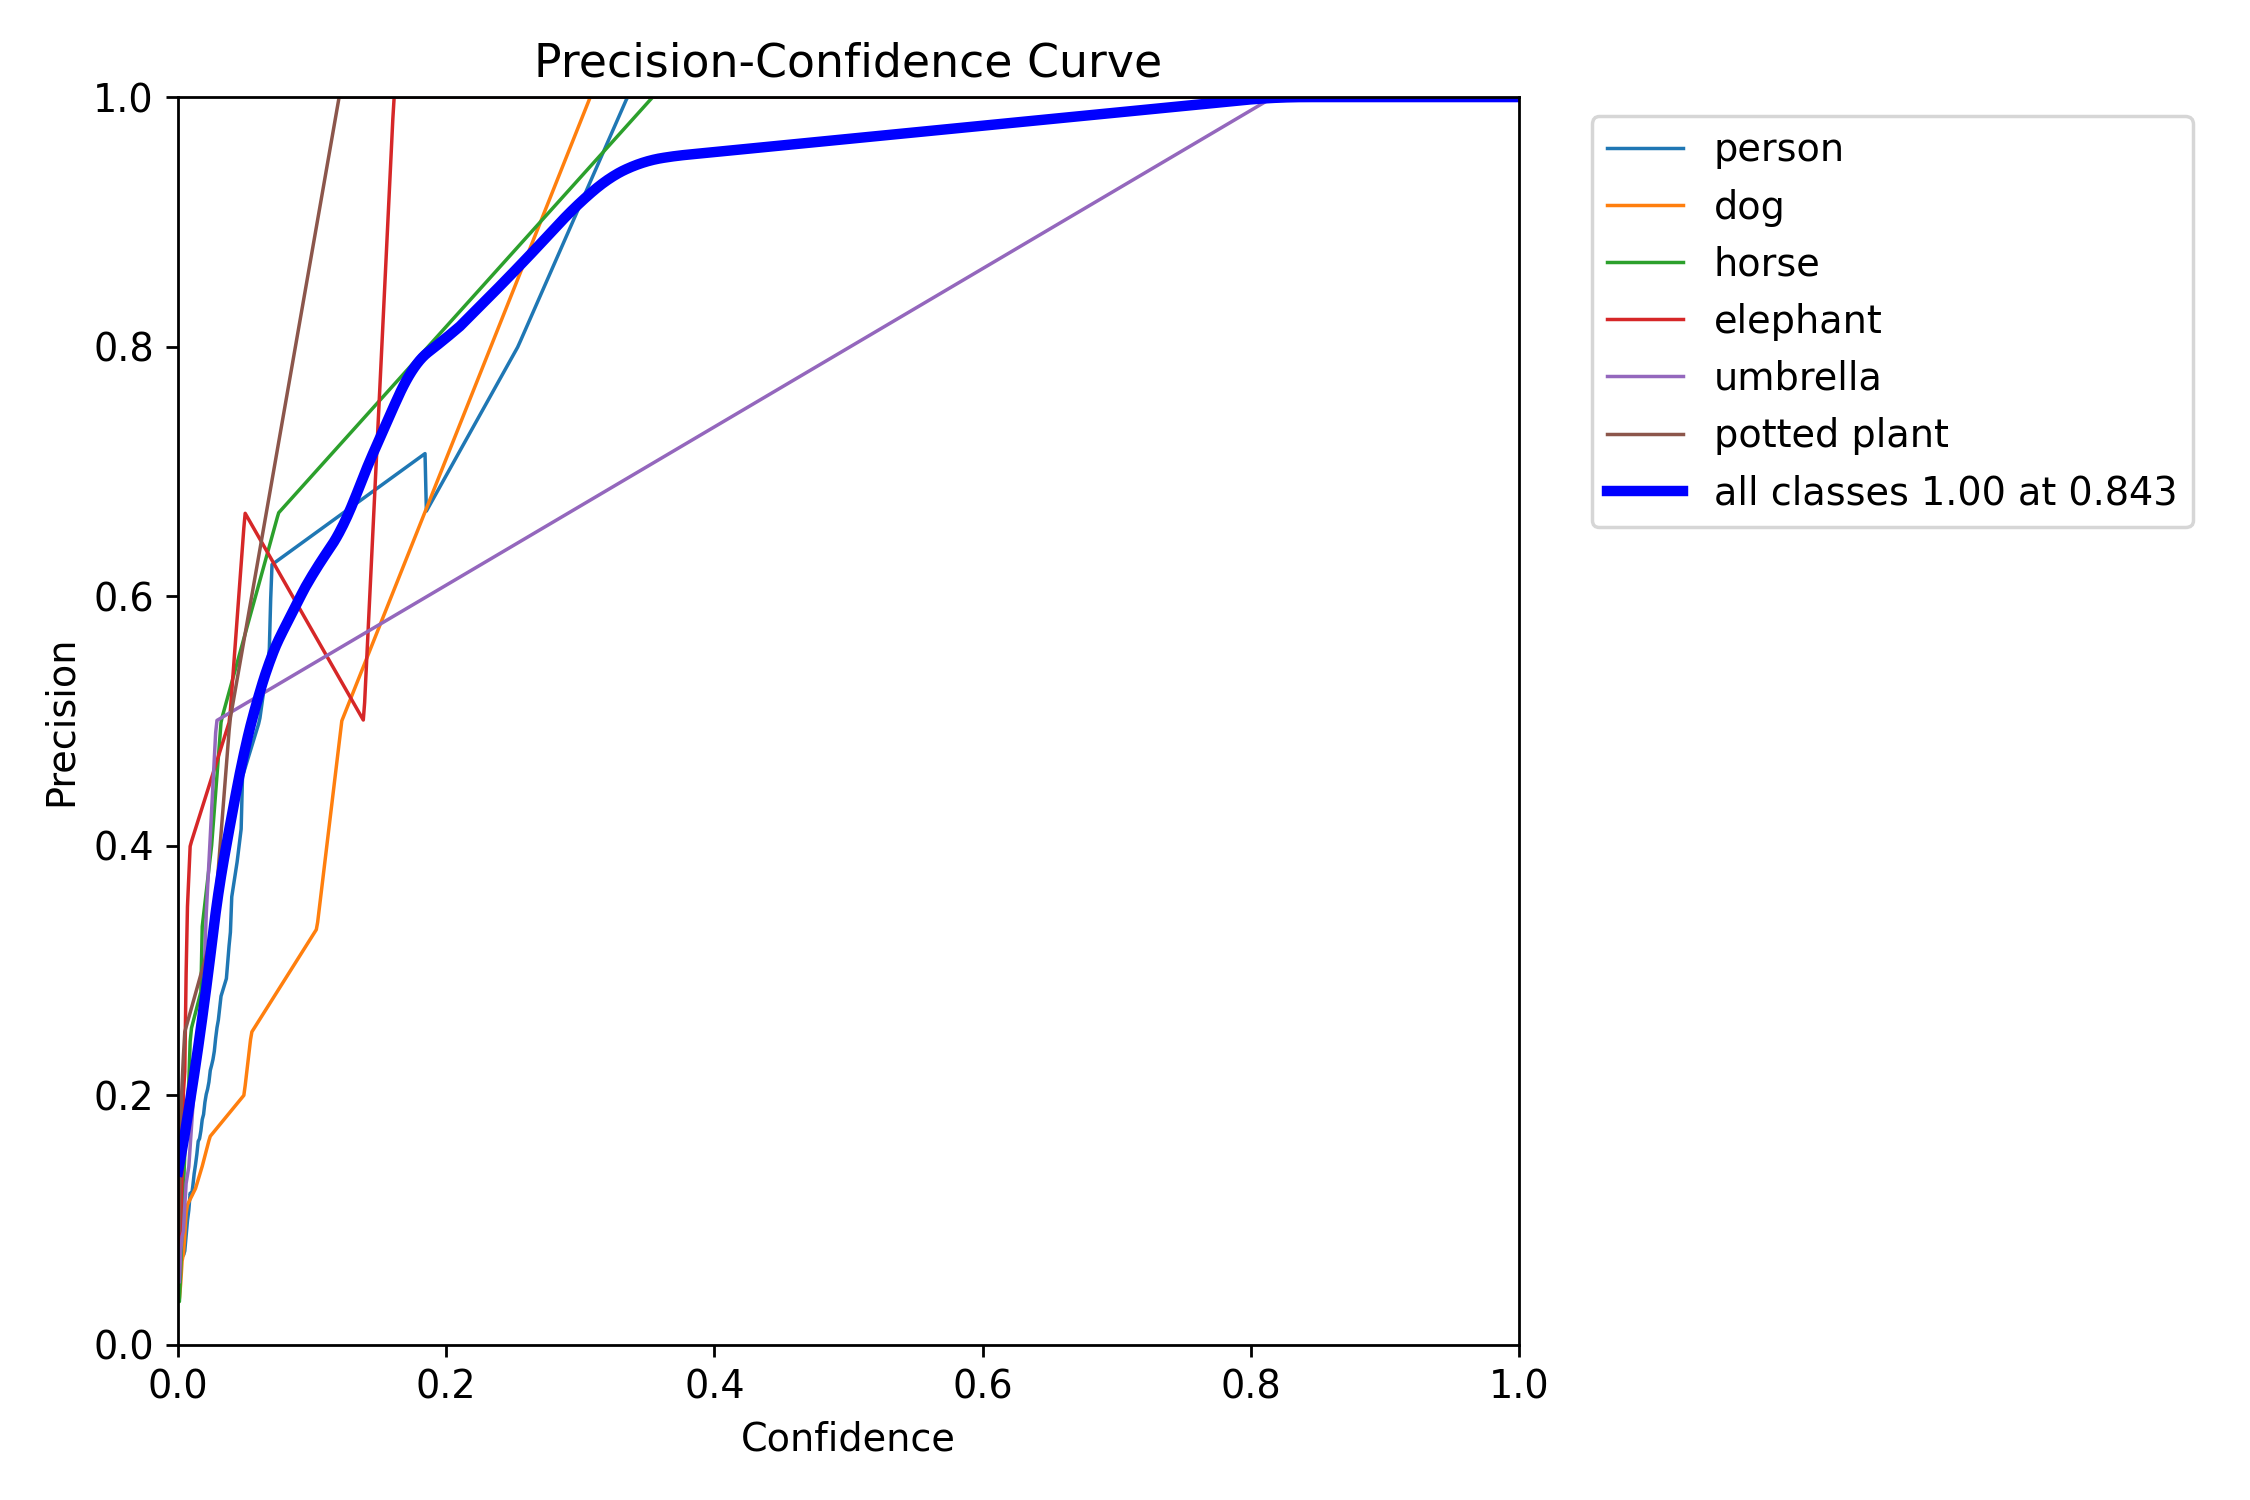 Precision-Confidence Curve
1.0
0.8
0.6
0.4
0.2
0.0
Precision
0.0 0.2 0.4 0.6 0.8 1.0
Confidence
person
dog
horse
elephant
umbrella
potted plant
all classes 1.00 at 0.843